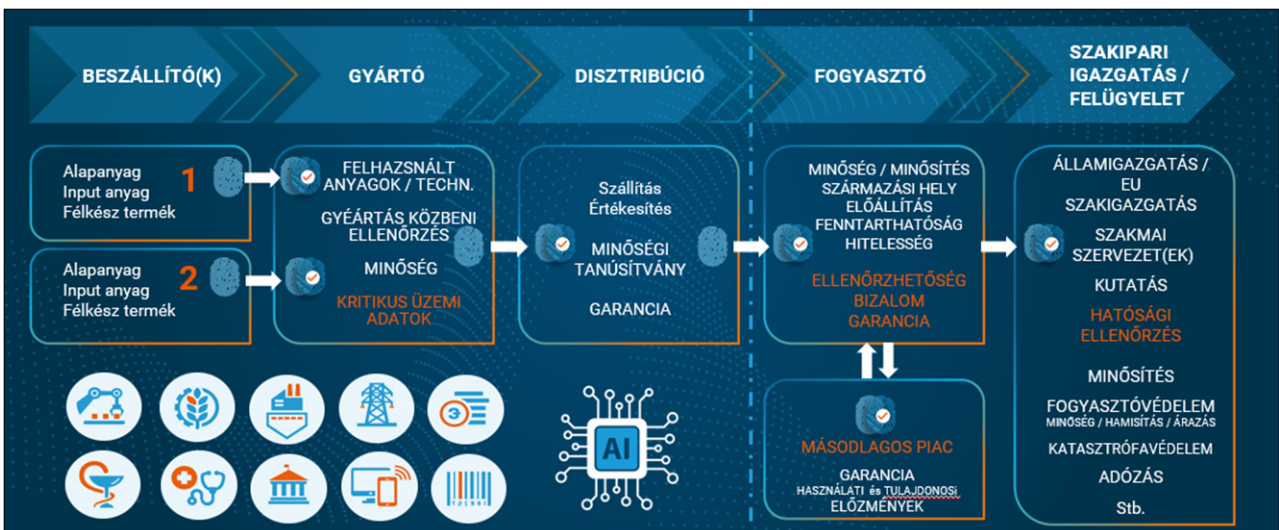 BESZÁLLÍTÓ(K)
GYÁRTÓ
DISZTRIBÚCIÓ
FOGYASZTÓ
SZAKIPARI
IGAZGATÁS /
FELÜGYELET
Alapanyag
Input anyag
Félkész termék
1
Alapanyag
Input anyag
Félkész termék
2
FELHAZSNÁLT
ANYAGOK / TECHN.
GYÉÁRTÁS KÖZBENI
ELLENŐRZÉS
MINŐSÉG
KRITIKUS ÜZEMI
ADATOK
Szállítás
Értékesítés
MINŐSÉGI
TANÚSÍTVÁNY
GARANCIA
MINŐSÉG / MINŐSÍTÉS
SZÁRMAZÁSI HELY
ELŐÁLLÍTÁS
FENNTARTHATÓSÁG
HITELESSÉG
ELLENŐRZHETŐSÉG
BIZALOM
GARANCIA
MÁSODLAGOS PIAC
GARANCIA
HASZNÁLATI és TULAJDONOSi
ELŐZMÉNYEK
ÁLLAMIGAZGATÁS /
EU
SZAKIGAZGATÁS
SZAKMAI
SZERVEZET(EK)
KUTATÁS
HATÓSÁGI
ELLENŐRZÉS
MINŐSÍTÉS
FOGYASZTÓVÉDELEM
MINŐSÉG / HAMISÍTÁS / ÁRAZÁS
KATASZTRÓFAVÉDELEM
ADÓZÁS
Stb.
AI